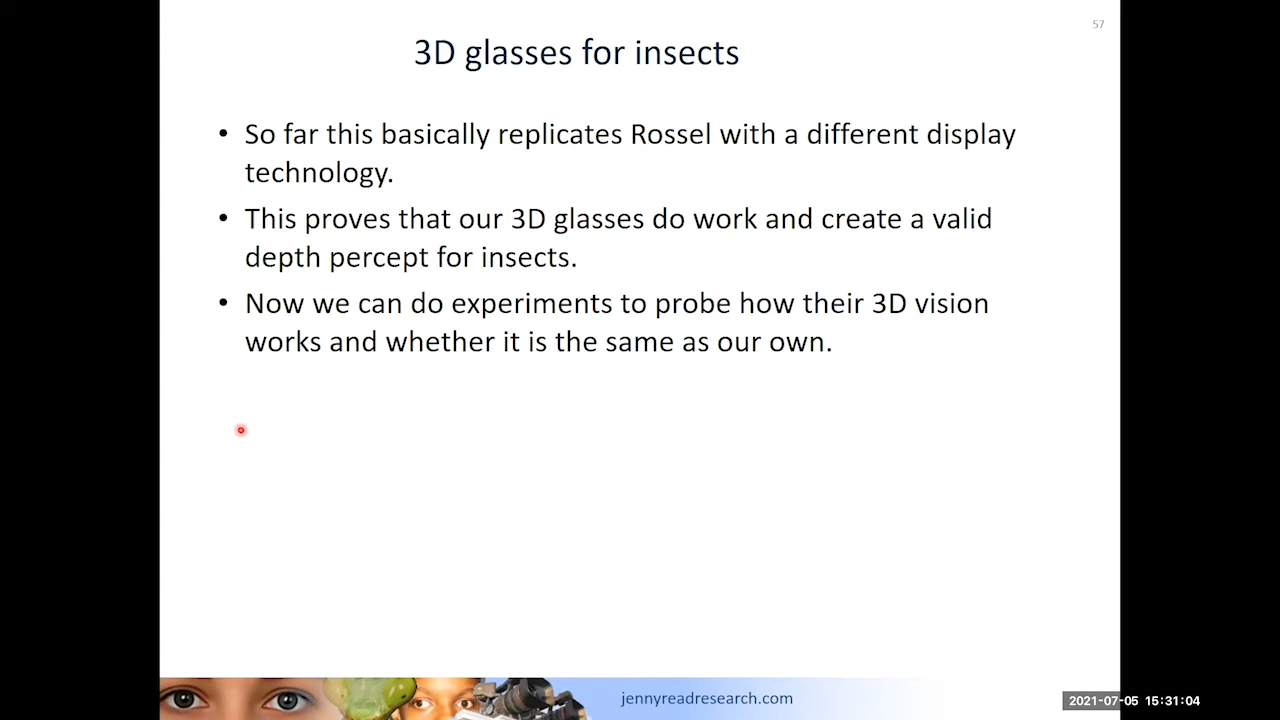 57
3D glasses for insects
• So far this basically replicates Rossel with a different display
technology.
• This proves that our 3D glasses do work and create a valid
depth percept for insects.
• Now we can do experiments to probe how their 3D vision
works and whether it is the same as our own.
jennyreadresearch.com
2021-07-05 15:31:04